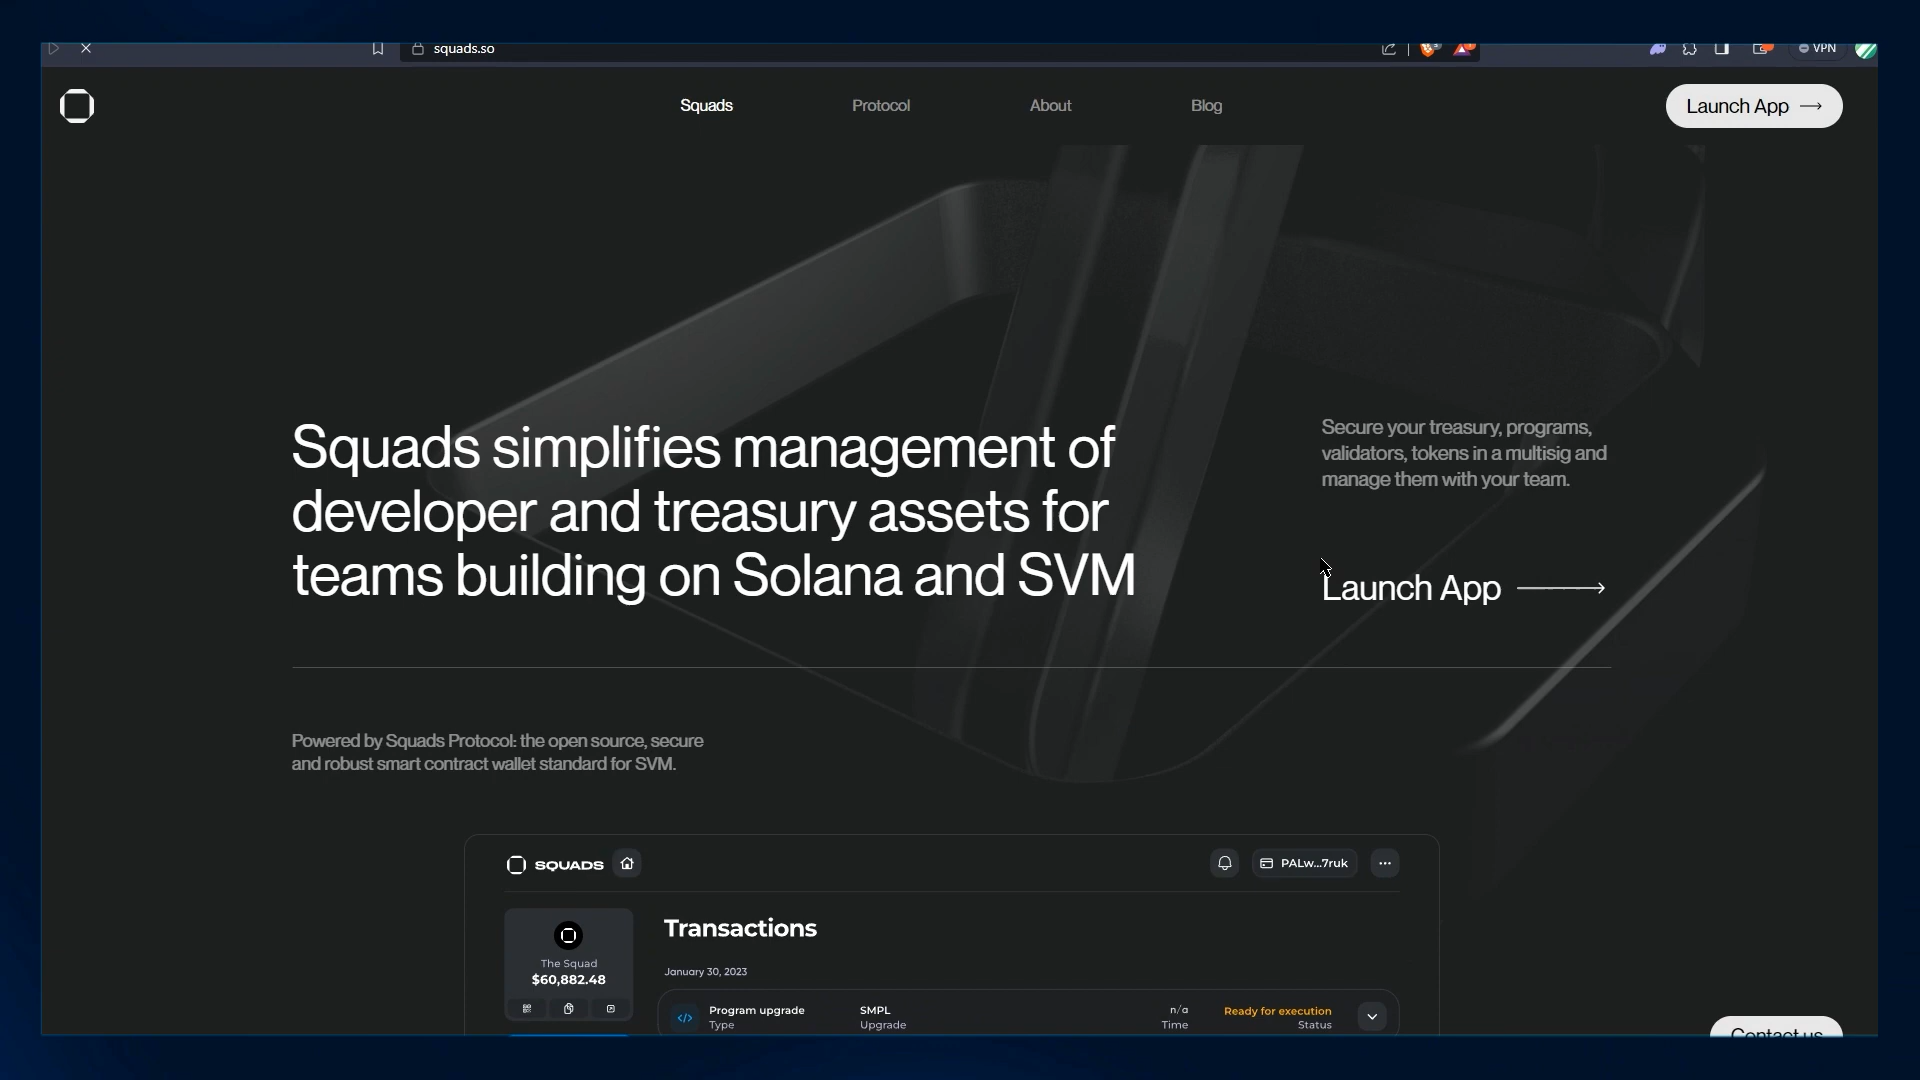 squads.so
VPN
Squads
Protocol
About
Blog
Launch App
Squads simplifies management of
developer and treasury assets for
teams building on Solana and SVM
Secure your treasury, programs,
validators, tokens in a multisig and
manage them with your team.
Launch App
Powered by Squads Protocol: the open source, secure
and robust smart contract wallet standard for SVM.
SQUADS
PALw...7ruk
The Squad
$60,882.48
Transactions
January 30, 2023
Program upgrade
Type
SMPL
Upgrade
n/a
Time
Ready for execution
Status
Contact us